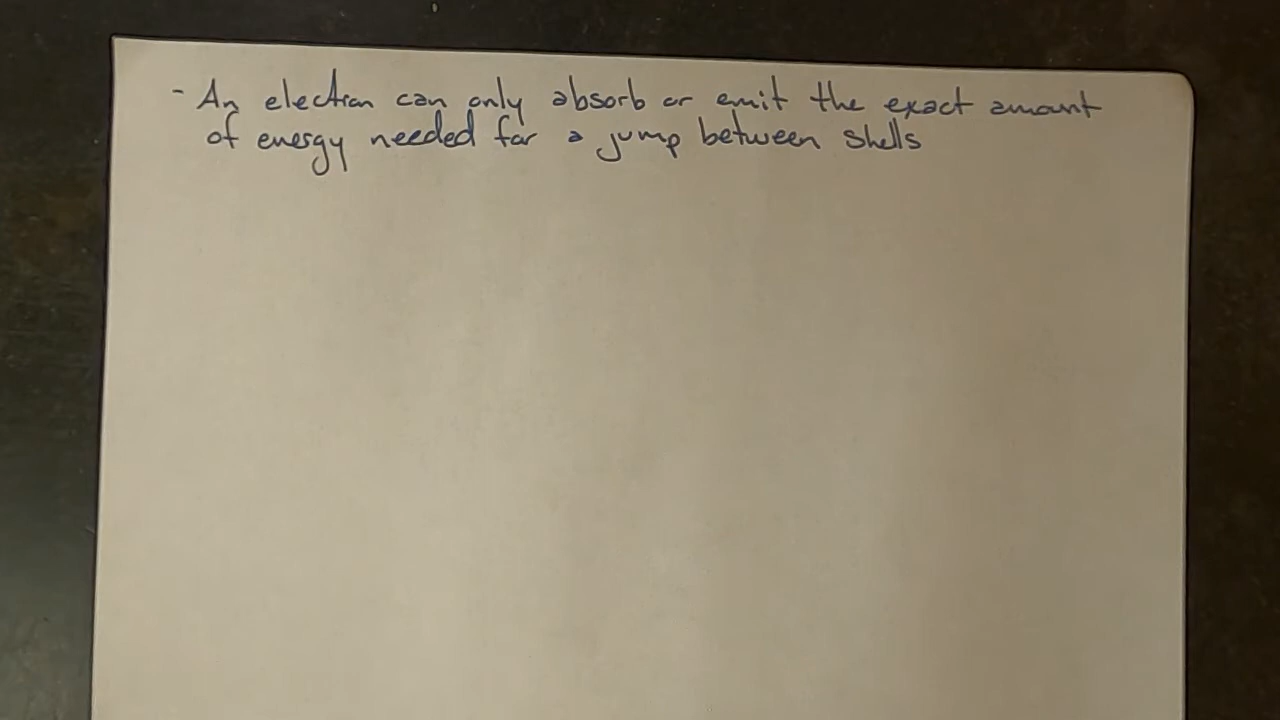 - An electron can only absorb or emit the exact amount
of energy needed for a jump between shells